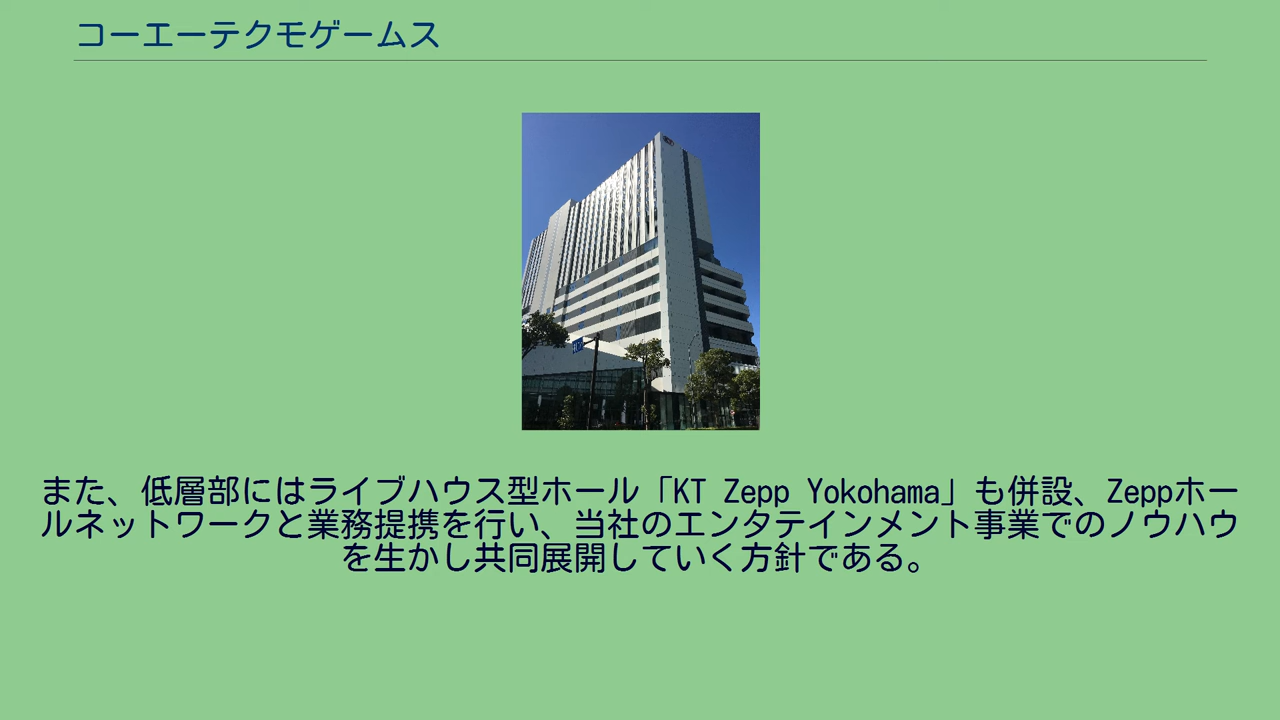 コーエーテクモゲームス
また、低層部にはライブハウス型ホール「KT Zepp Yokohama」も併設、Zeppホー
ルネットワークと業務提携を行い、当社のエンタテインメント事業でのノウハウ
を生かし共同展開していく方針である。